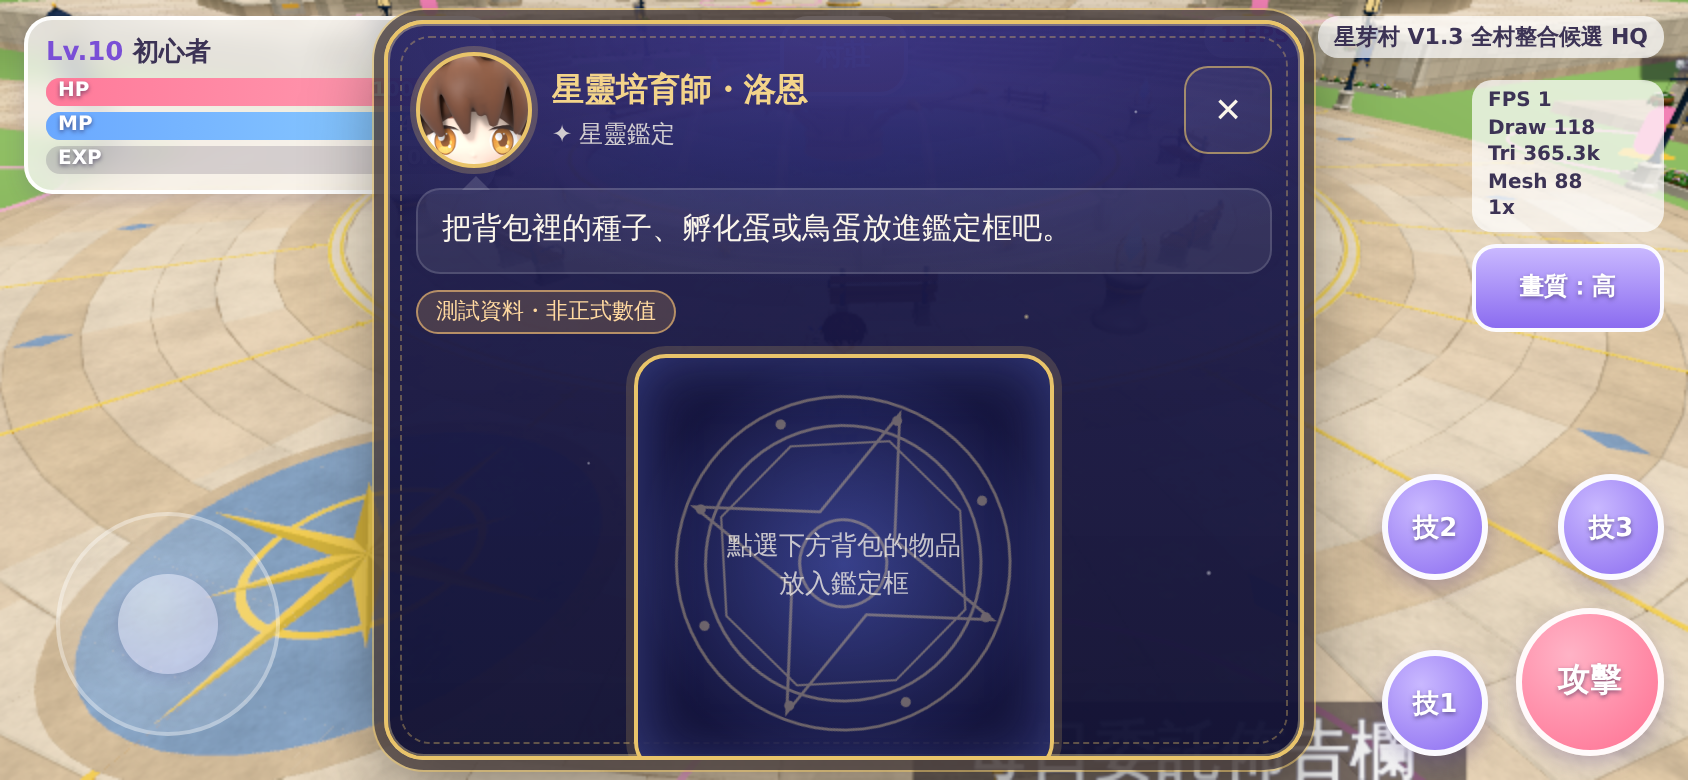 Lv.10 初心者
HP
MP
EXP
星靈培育師・洛恩
✦ 星靈鑑定
×
把背包裡的種子、孵化蛋或鳥蛋放進鑑定框吧。
測試資料・非正式數值
點選下方背包的物品
放入鑑定框
星芽村 V1.3 全村整合候選 HQ
FPS 1
Draw 118
Tri 365.3k
Mesh 88
1x
畫質：高
技2
技3
技1
攻擊
告欄